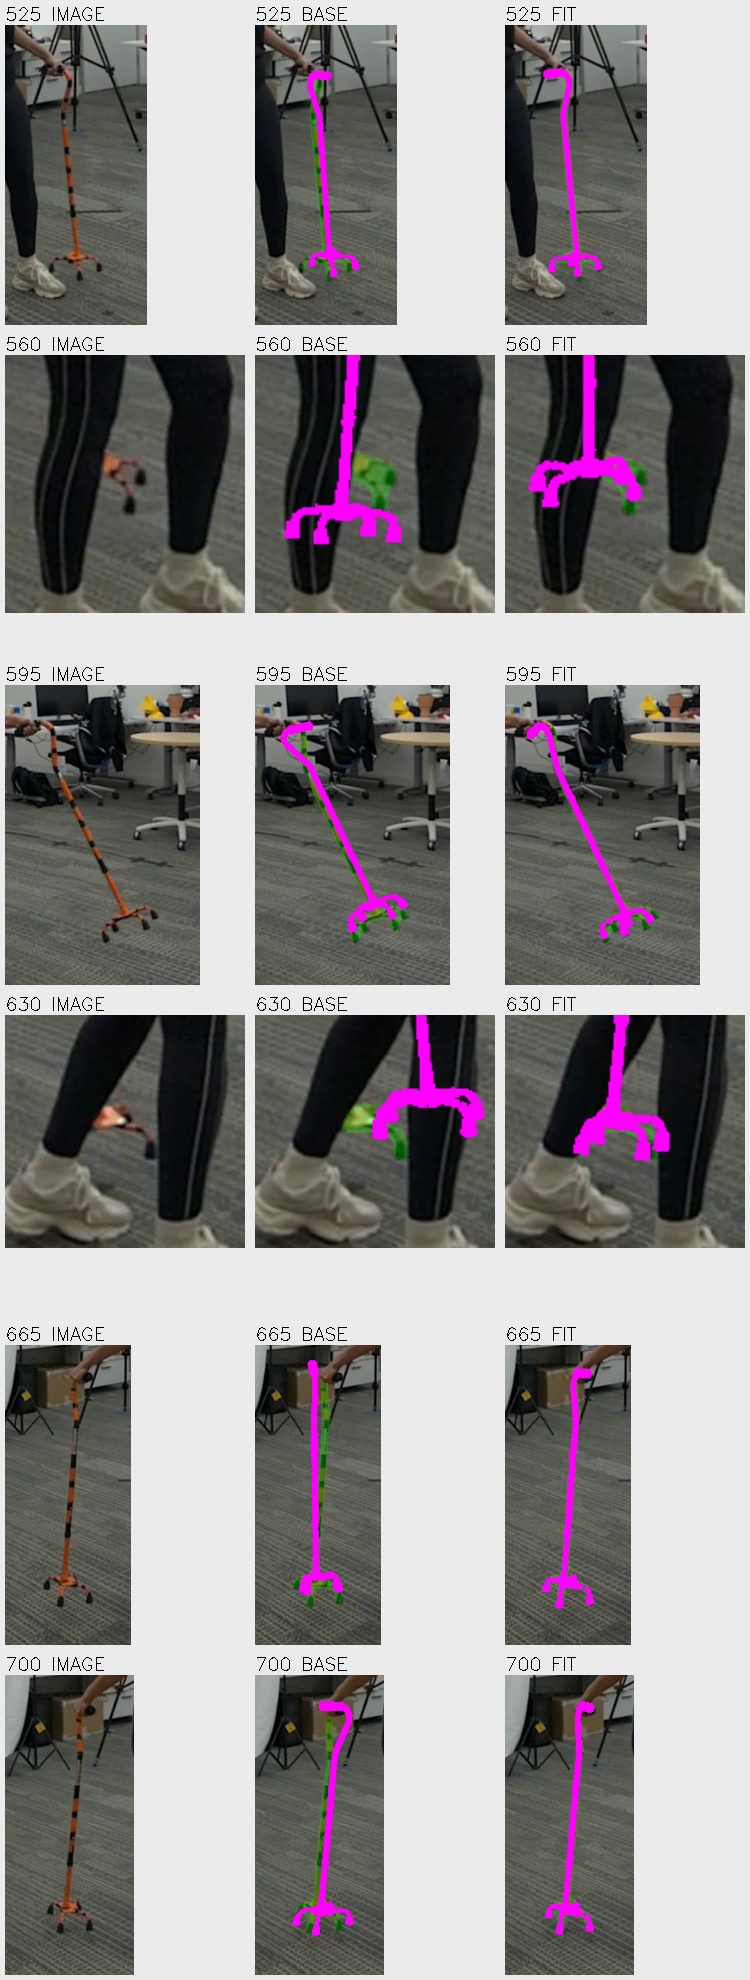 525 IMAGE 525 BASE 525 FIT
560 IMAGE 560 BASE 560 FIT
595 IMAGE 595 BASE 595 FIT
630 IMAGE 630 BASE 630 FIT
665 IMAGE 665 BASE 665 FIT
700 IMAGE 700 BASE 700 FIT